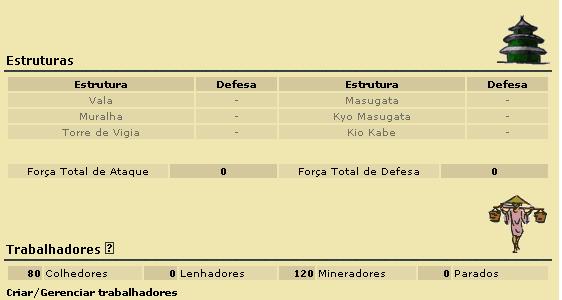 Estruturas
Estrutura Defesa Estrutura Defesa
Vala - Masugata -
Muralha - Kyo Masugata -
Torre de Vigia - Kio Kabe -
Força Total de Ataque 0 Força Total de Defesa 0
Trabalhadores
80 Colhedores 0 Lenhadores 120 Mineradores 0 Parados
Criar/Gerenciar trabalhadores